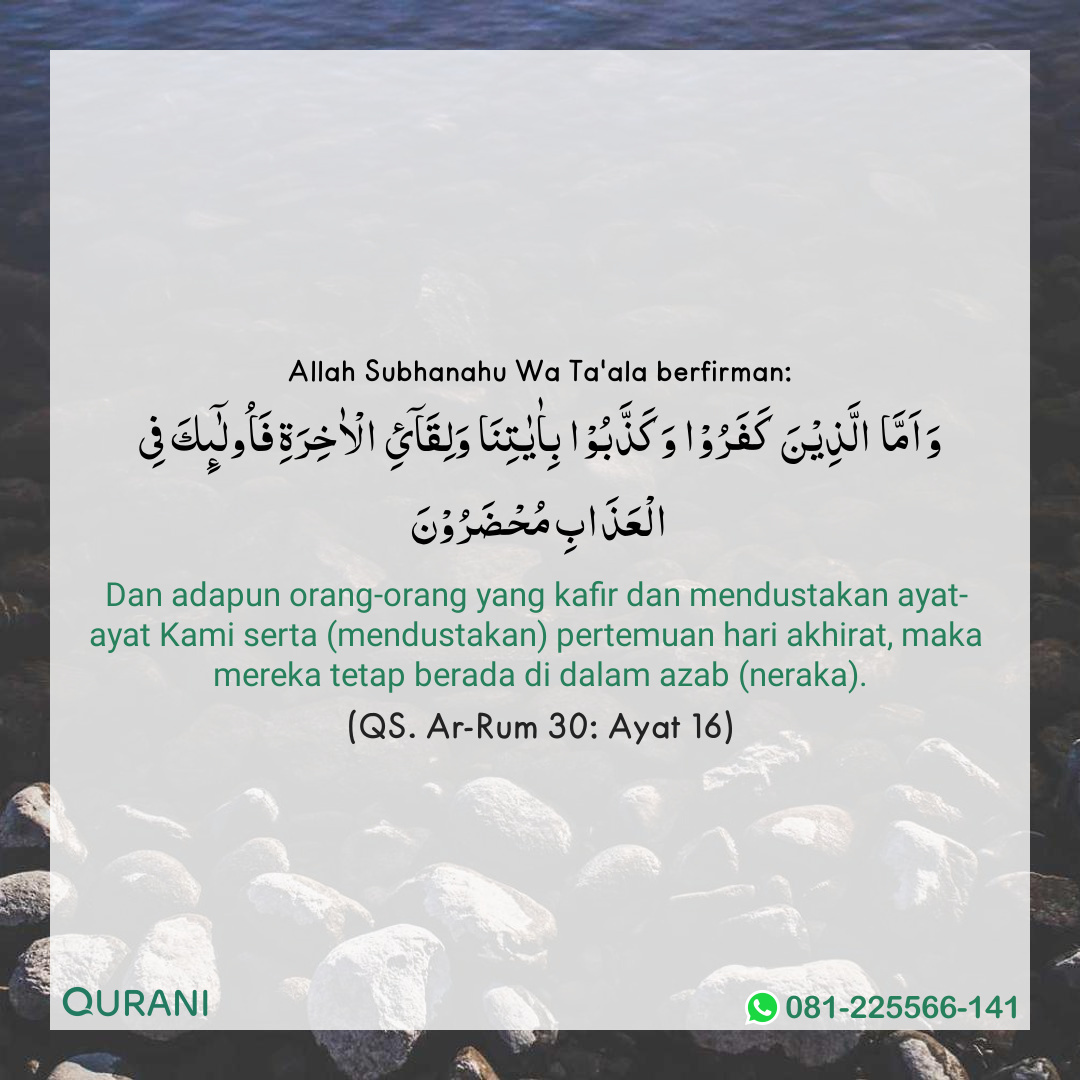 Allah Subhanahu Wa Ta'ala berfirman:
وَاَمَّا الَّذِيْنَ كَفَرُوْا وَكَذَّبُوْا بِاٰيٰتِنَا وَلِقَآئِ الْاٰخِرَةِ فَاُولٰٓئِكَ فِى
الْعَذَابِ مُحْضَرُوْنَ
Dan adapun orang-orang yang kafir dan mendustakan ayat-
ayat Kami serta (mendustakan) pertemuan hari akhirat, maka
mereka tetap berada di dalam azab (neraka).
(QS. Ar-Rum 30: Ayat 16)
QURANI
081-225566-141